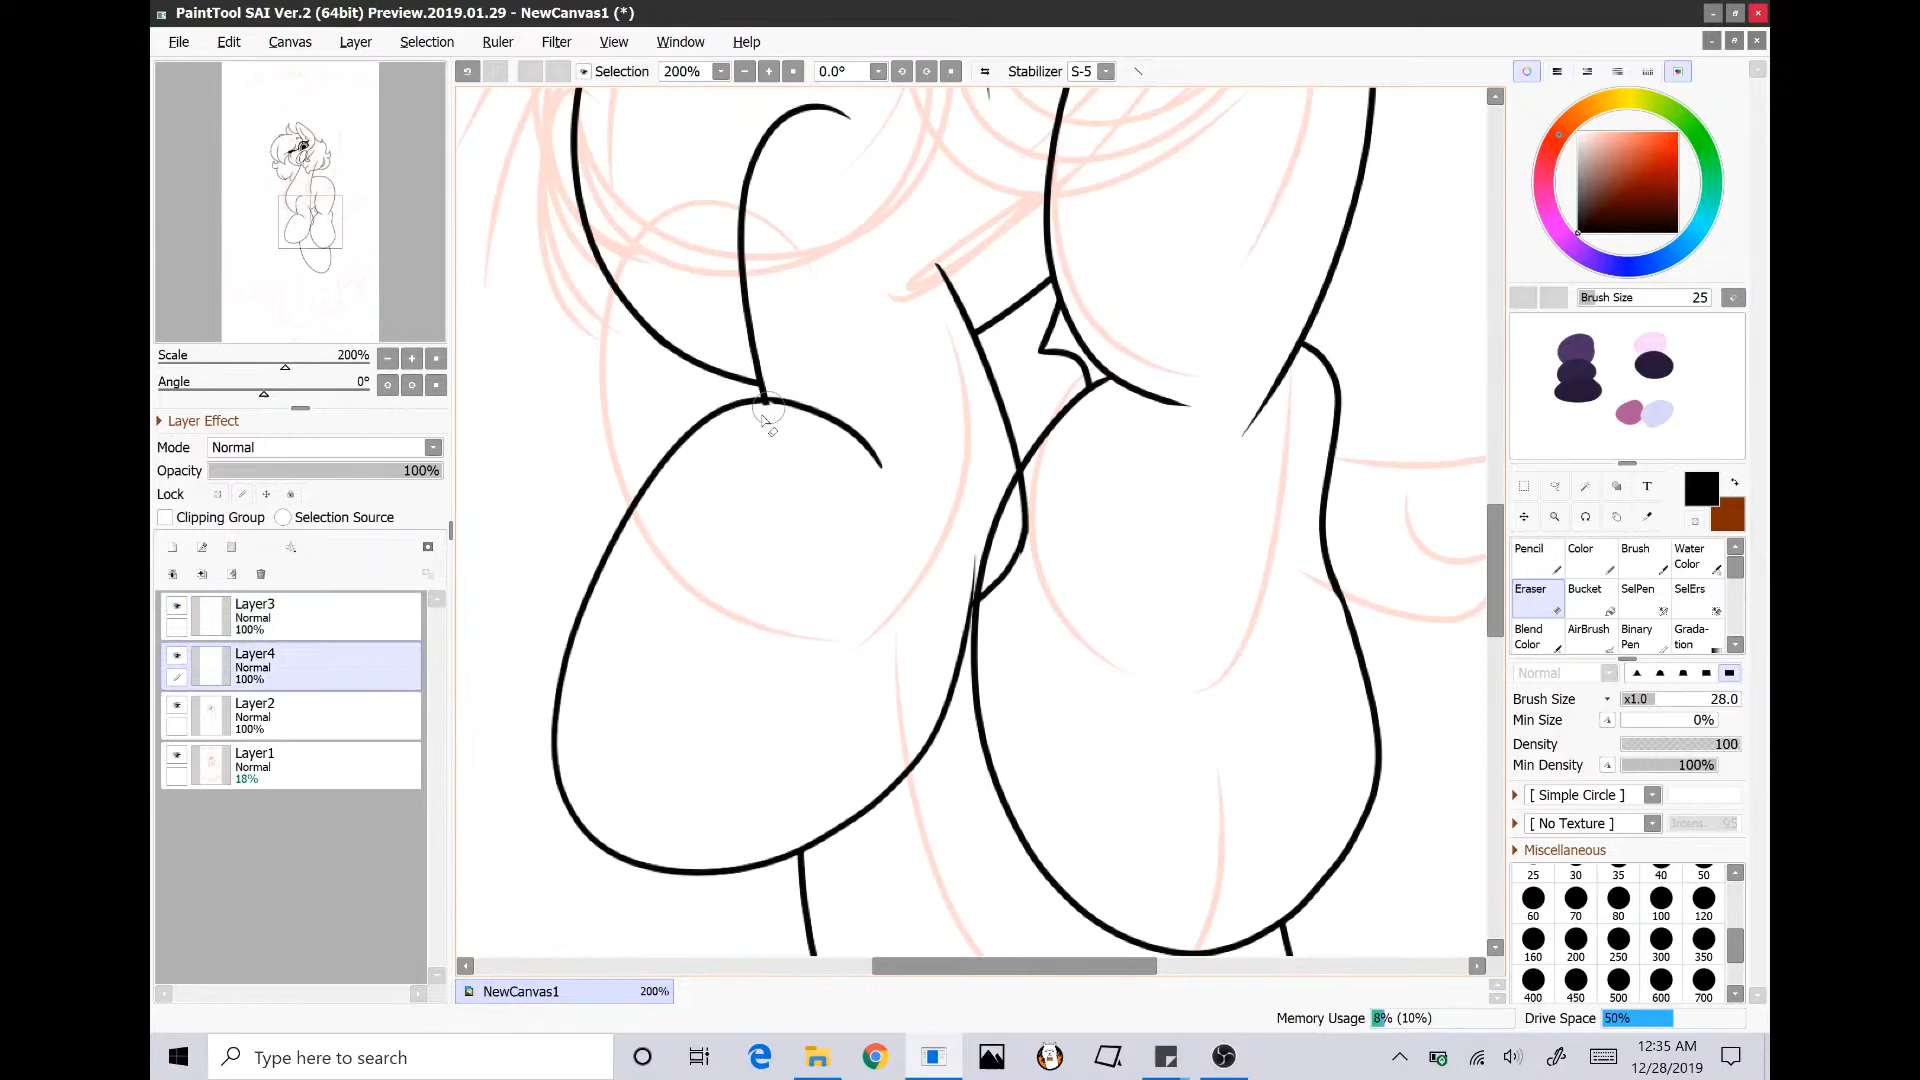 PaintTool SAI Ver.2 (64bit) Preview.2019.01.29 - NewCanvas1 (*)
File Edit Canvas Layer Selection Ruler Filter View Window Help
Selection 200% 0.0° Stabilizer S-5
Scale 200%
Angle 0°
Layer Effect
Mode Normal
Opacity 100%
Lock
Clipping Group Selection Source
Layer3
Normal
100%
Layer4
Normal
100%
Layer2
Normal
100%
Layer1
Normal
18%
Brush Size 25
T
Pencil Color Brush Water Color
Eraser Bucket SelPen SelErs
Blend Color AirBrush Binary Pen Grada-tion
Normal
Brush Size x1.0 28.0
Min Size 0%
Density 100
Min Density 100%
[ Simple Circle ]
[ No Texture ] Intens. 95
Miscellaneous
25 30 35 40 50
60 70 80 100 120
160 200 250 300 350
400 450 500 600 700
NewCanvas1 200%
Memory Usage 8% (10%) Drive Space 50%
Type here to search
12:35 AM
12/28/2019